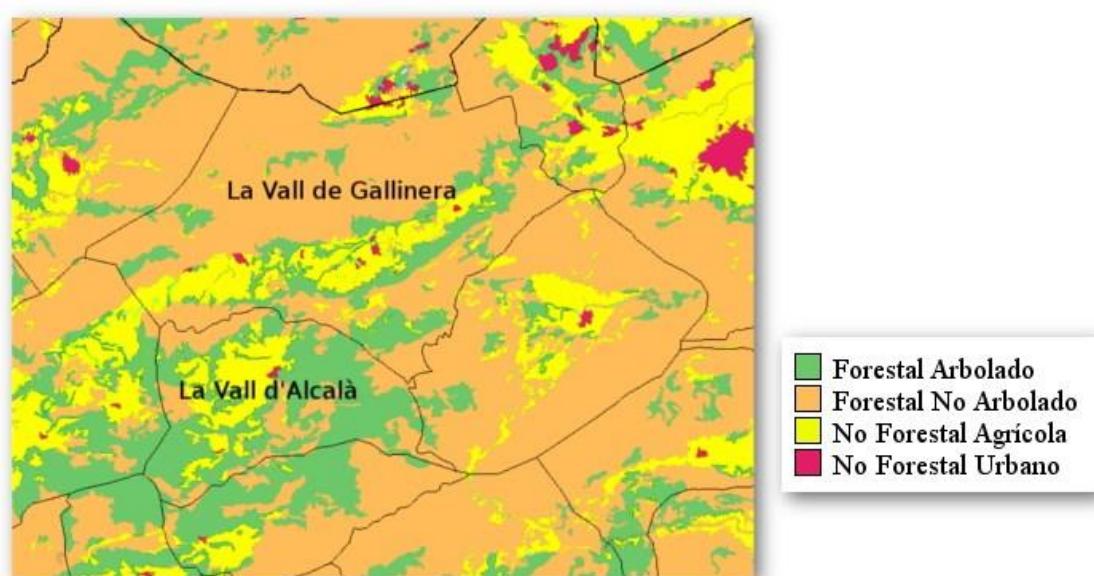 La Vall de Gallinera
La Vall d'Alcalà
Forestal Arbolado
Forestal No Arbolado
No Forestal Agrícola
No Forestal Urbano